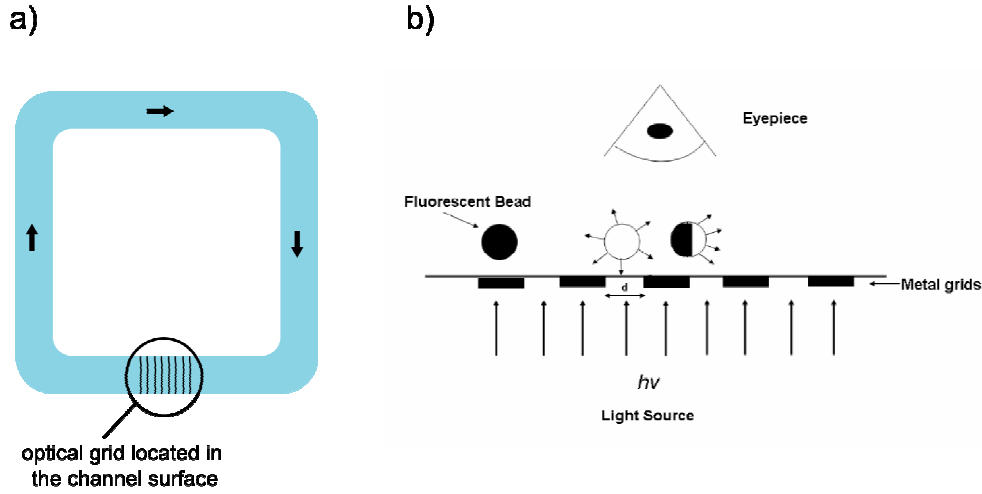 a)
b)
Eyepiece
Fluorescent Bead
d
Metal grids
hv
Light Source
optical grid located in
the channel surface